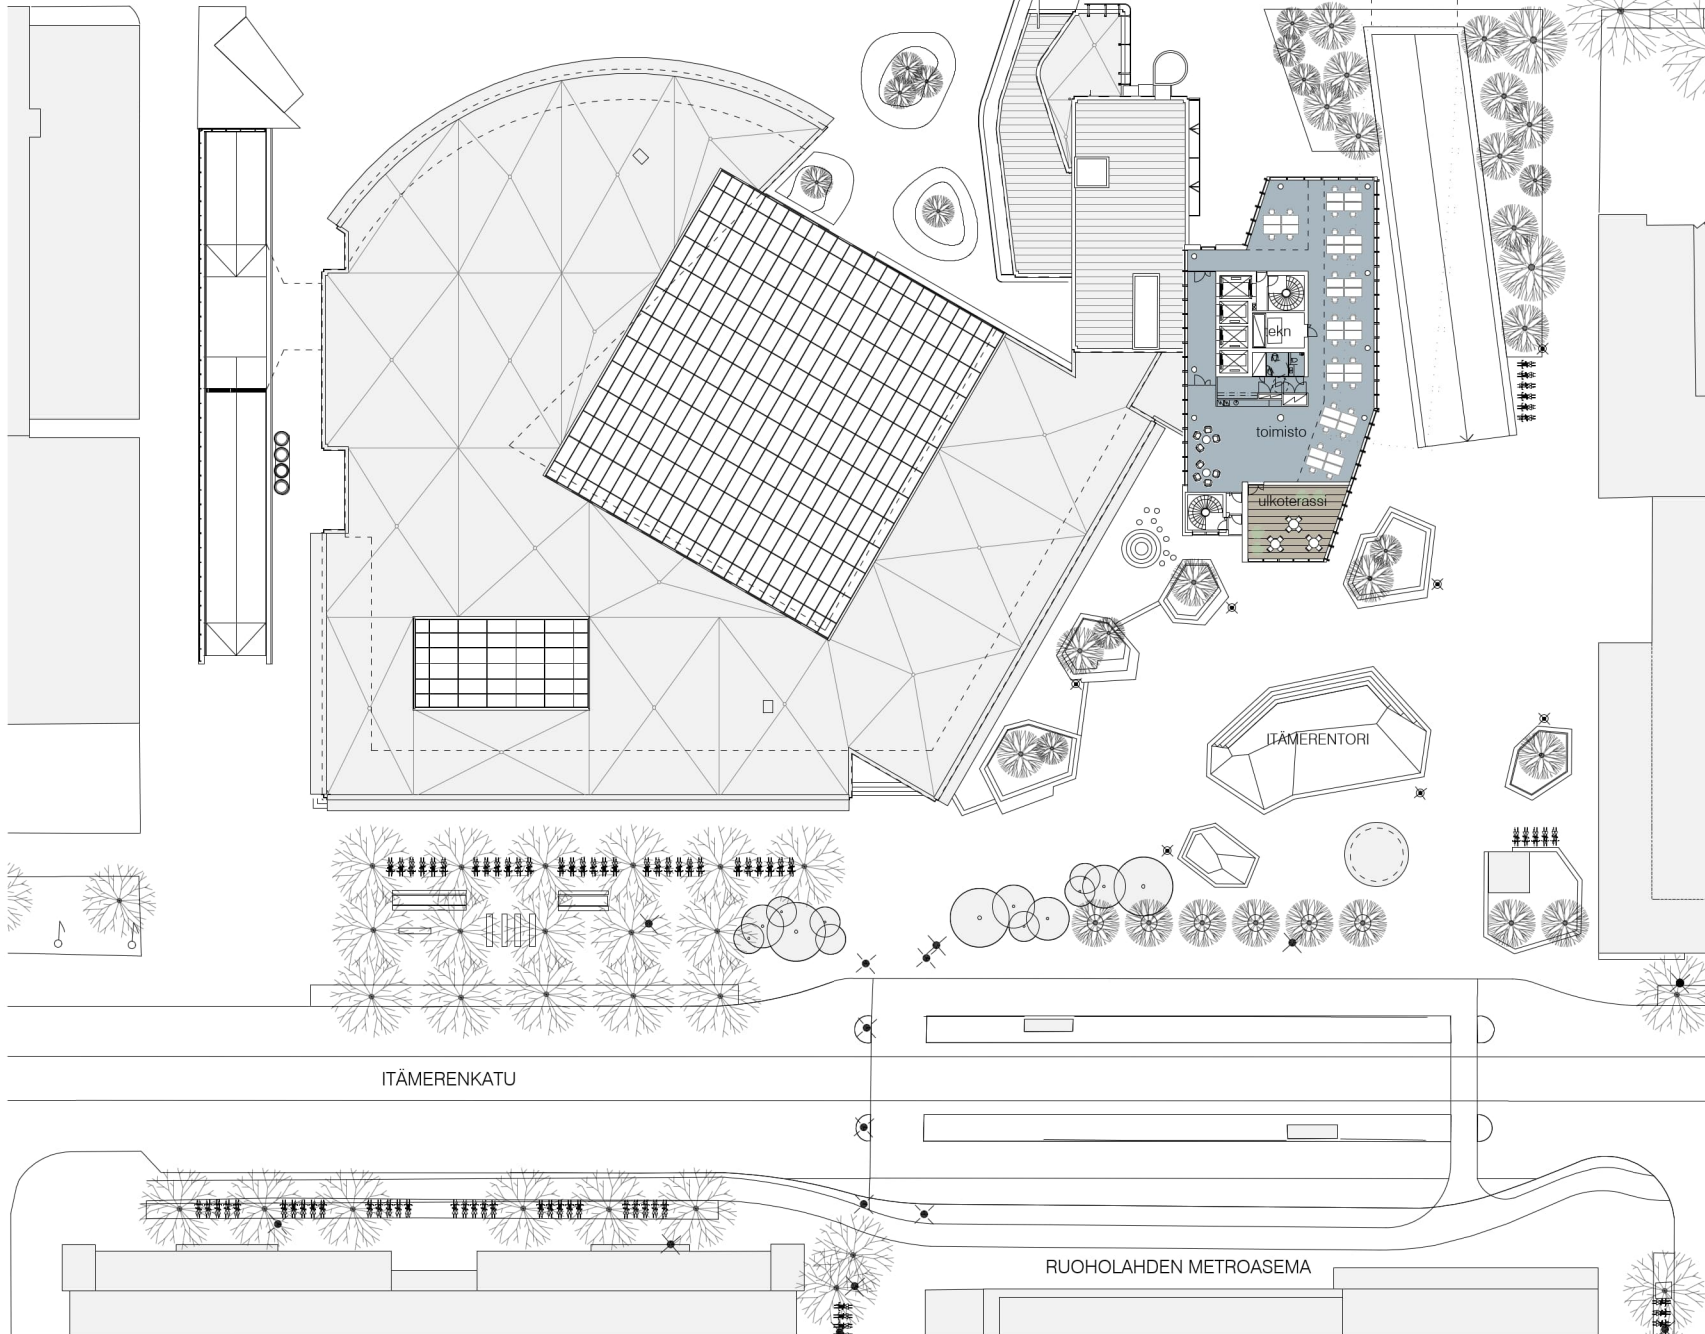 tekn
toimisto
ulkoterassi
ITÄMERENTORI
ITÄMERENKATU
RUOHOLAHDEN METROASEMA